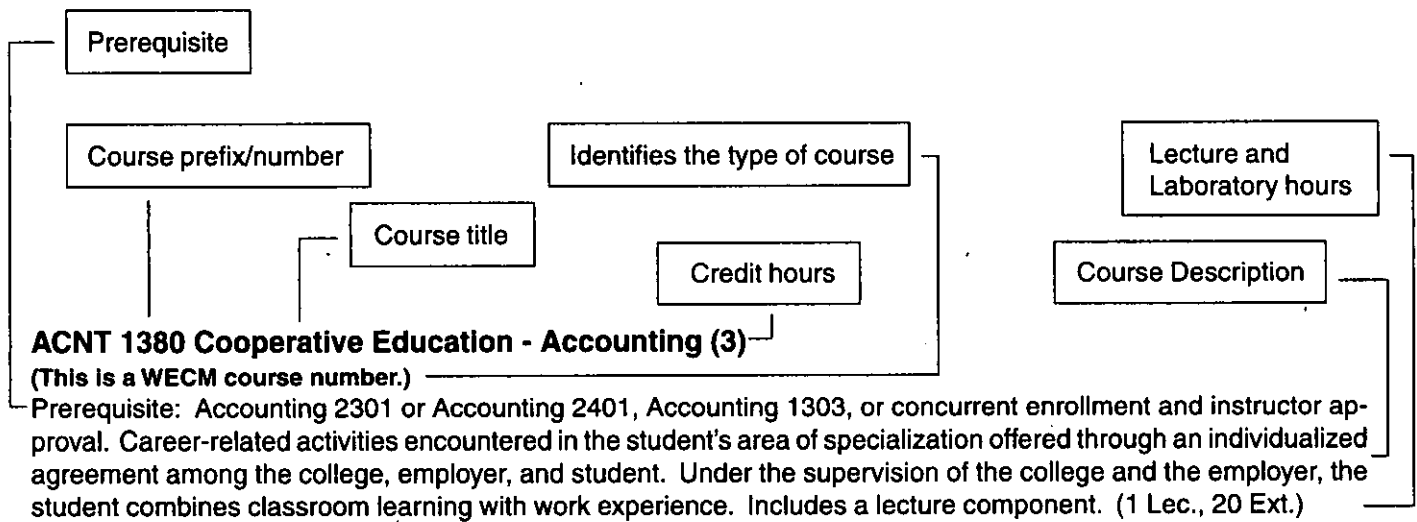 Prerequisite
Course prefix/number
Identifies the type of course
Lecture and
Laboratory hours
Course title
Credit hours
Course Description
ACNT 1380 Cooperative Education - Accounting (3)
(This is a WECM course number.)
Prerequisite: Accounting 2301 or Accounting 2401, Accounting 1303, or concurrent enrollment and instructor ap-
proval. Career-related activities encountered in the student's area of specialization offered through an individualized
agreement among the college, employer, and student. Under the supervision of the college and the employer, the
student combines classroom learning with work experience. Includes a lecture component. (1 Lec., 20 Ext.)